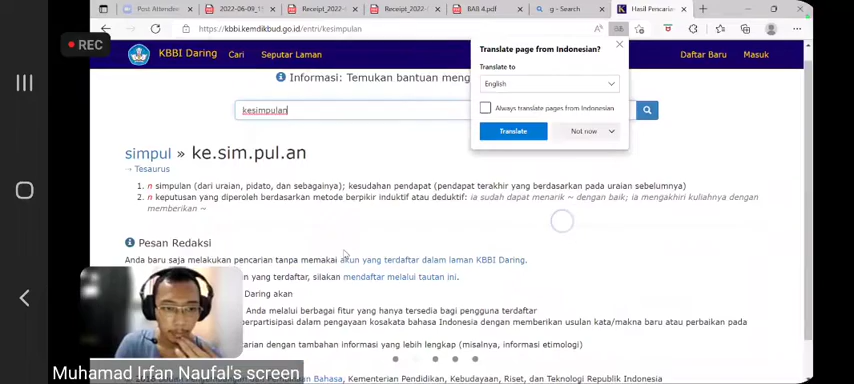 Post Attendee -
2022-06-09_15
Receipt_2022-
Receipt_2022-
BAB 4.pdf
g - Search
Hasil Pencarian
https://kbbi.kemdikbud.go.id/entri/kesimpulan
REC
KBBI Daring
Cari
Seputar Laman
Daftar Baru
Masuk
Translate page from Indonesian?
Translate to
English
Always translate pages from Indonesian
Translate
Not now
Informasi: Temukan bantuan meng
kesimpulan
simpul » ke.sim.pul.an
→ Tesaurus
1. n simpulan (dari uraian, pidato, dan sebagainya); kesudahan pendapat (pendapat terakhir yang berdasarkan pada uraian sebelumnya)
2. n keputusan yang diperoleh berdasarkan metode berpikir induktif atau deduktif: ia sudah dapat menarik ~ dengan baik; ia mengakhiri kuliahnya dengan
memberikan ~
Pesan Redaksi
Anda baru saja melakukan pencarian tanpa memakai akun yang terdaftar dalam laman KBBI Daring.
yang terdaftar, silakan mendaftar melalui tautan ini.
Daring akan
Anda melalui berbagai fitur yang hanya tersedia bagi pengguna terdaftar
berpartisipasi dalam pengayaan kosakata bahasa Indonesia dengan memberikan usulan kata/makna baru atau perbaikan pada
carian dengan tambahan informasi yang lebih lengkap (misalnya, informasi etimologi)
Bahasa, Kementerian Pendidikan, Kebudayaan, Riset, dan Teknologi Republik Indonesia
Muhamad Irfan Naufal's screen